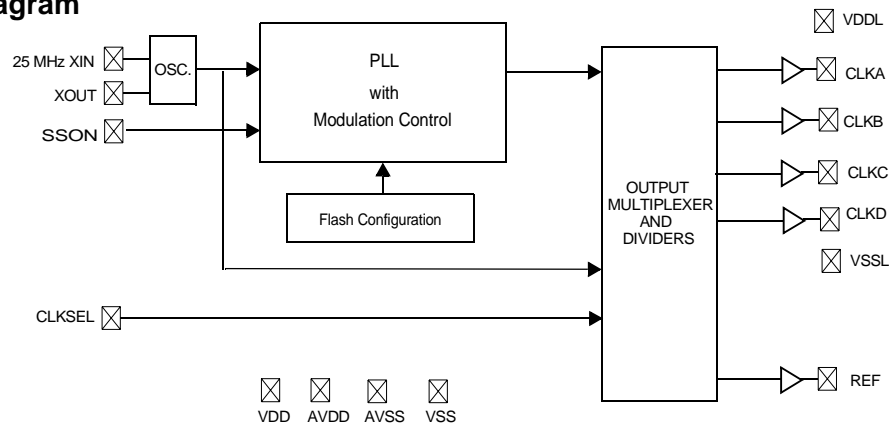 agram
VDDL
25 MHz XIN
OSC.
PLL
with
Modulation Control
CLKA
XOUT
SSON
CLKB
CLKC
Flash Configuration
OUTPUT
MULTIPLEXER
AND
DIVIDERS
CLKD
VSSL
CLKSEL
REF
VDD AVDD AVSS VSS